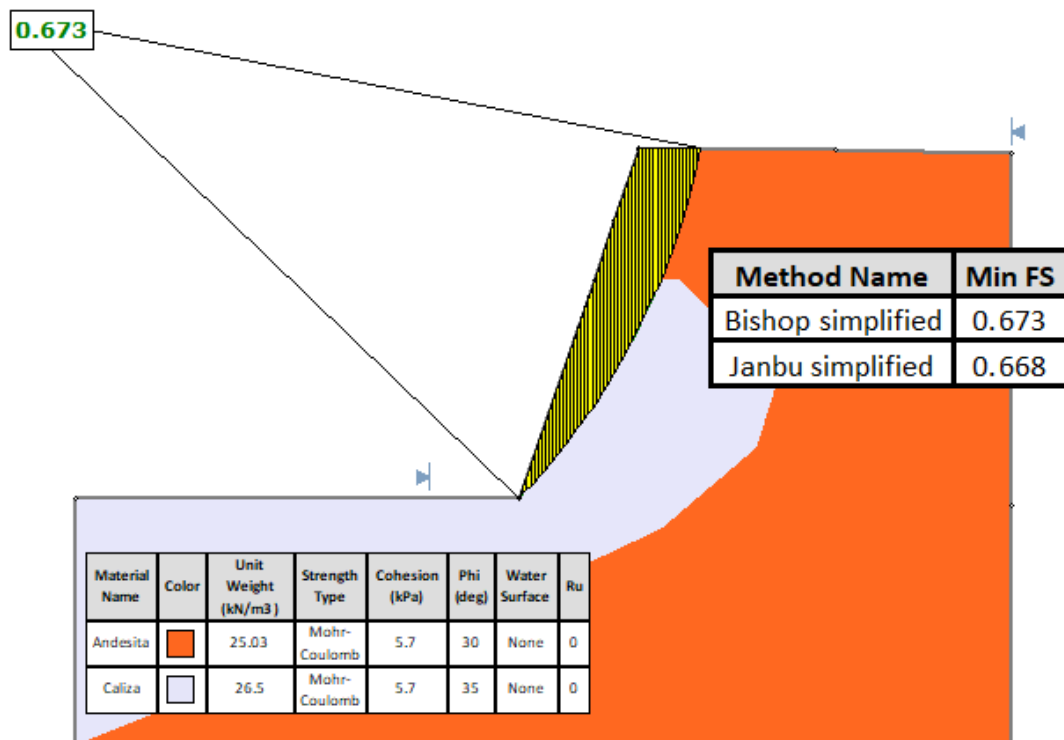 0.673
Method Name Min FS
Bishop simplified 0.673
Janbu simplified 0.668
Material Name Color Unit Weight (kN/m3) Strength Type Cohesion (kPa) Phi (deg) Water Surface Ru
Andesita 25.03 Mohr-Coulomb 5.7 30 None 0
Caliza 26.5 Mohr-Coulomb 5.7 35 None 0